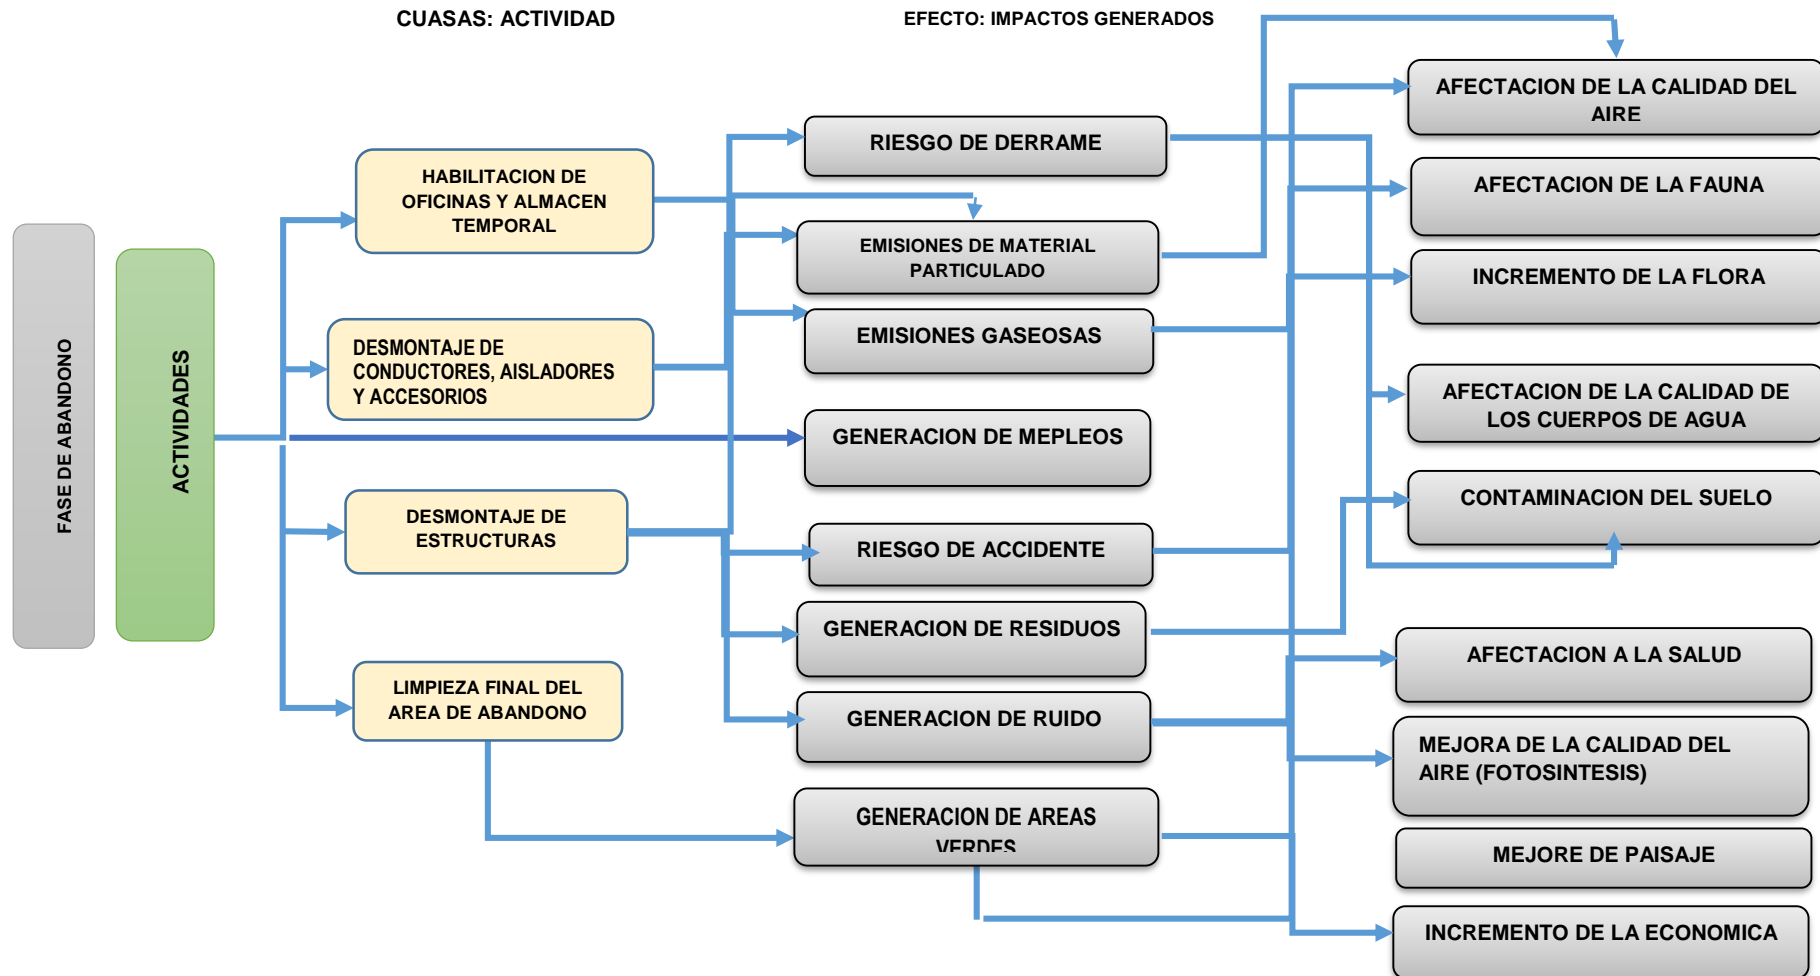 CUASAS: ACTIVIDAD
EFECTO: IMPACTOS GENERADOS
FASE DE ABANDONO
ACTIVIDADES
HABILITACION DE
OFICINAS Y ALMACEN
TEMPORAL
DESMONTAJE DE
CONDUCTORES, AISLADORES
Y ACCESORIOS
DESMONTAJE DE
ESTRUCTURAS
LIMPIEZA FINAL DEL
AREA DE ABANDONO
RIESGO DE DERRAME
EMISIONES DE MATERIAL
PARTICULADO
EMISIONES GASEOSAS
GENERACION DE MEPLEOS
RIESGO DE ACCIDENTE
GENERACION DE RESIDUOS
GENERACION DE RUIDO
GENERACION DE AREAS
VERDES
AFECTACION DE LA CALIDAD DEL
AIRE
AFECTACION DE LA FAUNA
INCREMENTO DE LA FLORA
AFECTACION DE LA CALIDAD DE
LOS CUERPOS DE AGUA
CONTAMINACION DEL SUELO
AFECTACION A LA SALUD
MEJORA DE LA CALIDAD DEL
AIRE (FOTOSINTESIS)
MEJORE DE PAISAJE
INCREMENTO DE LA ECONOMICA